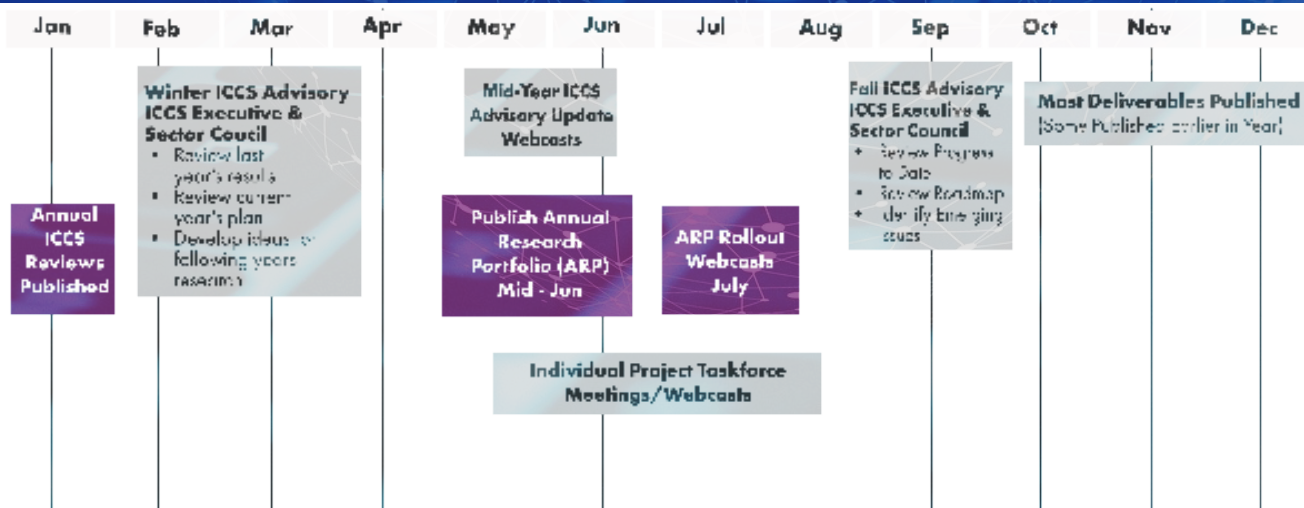 Jan Feb Mar Apr May Jun Jul Aug Sep Oct Nov Dec
Winter ICCS Advisory
ICCS Executive &
Sector Coucil
• Review last
year's results
• Review current
year's plan
• Develop ideas for
following years
research
Annual
ICCS
Reviews
Published
Mid-Year ICCS
Advisory Update
Webcasts
Publish Annual
Research
Portfolio (ARP)
Mid - Jun
ARP Rollout
Webcasts
July
Individual Project Taskforce
Meetings/Webcasts
Fall ICCS Advisory
ICCS Executive &
Sector Council
• Review Progress
to Date
• Review Roadmap
• Identify Emerging
Issues
Most Deliverables Published
(Some Published earlier in Year)